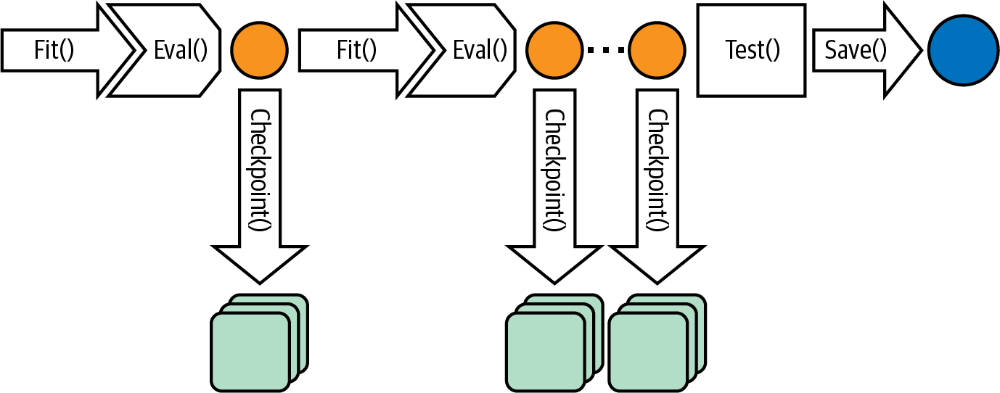 Fit()
Eval()
Fit()
Eval()
Test()
Save()
Checkpoint()
Checkpoint()
Checkpoint()